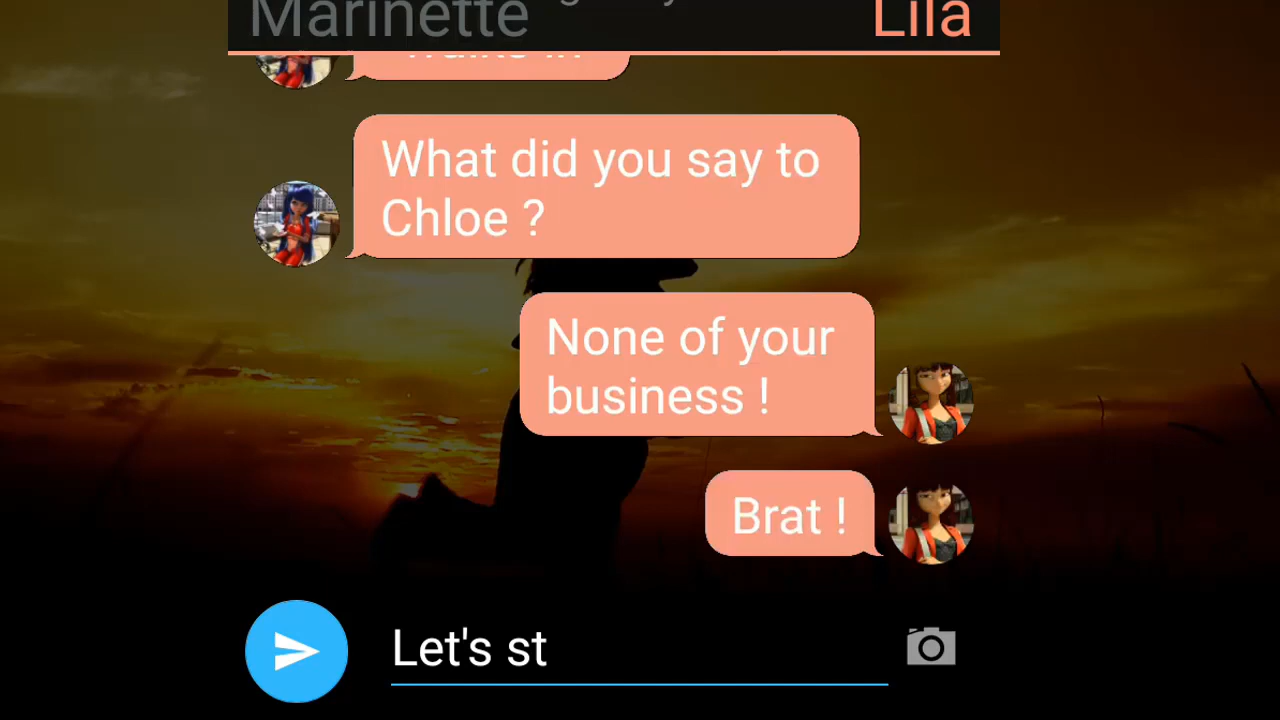 Marinette Lila
What did you say to
Chloe ?
None of your
business !
Brat !
Let's st